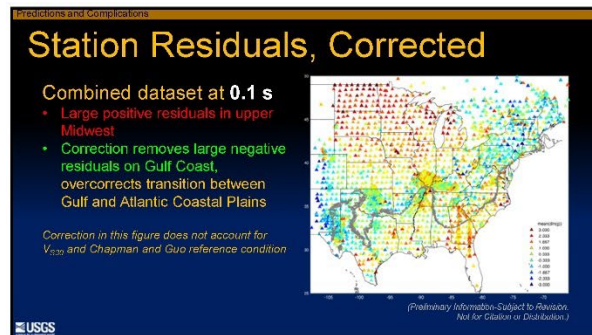 Predictions and Complications
Station Residuals, Corrected
Combined dataset at 0.1 s
• Large positive residuals in upper
Midwest
• Correction removes large negative
residuals on Gulf Coast,
overcorrects transition between
Gulf and Atlantic Coastal Plains
Correction in this figure does not account for
VS30 and Chapman and Guo reference condition
(Preliminary Information-Subject to Revision.
Not for Citation or Distribution.)
USGS